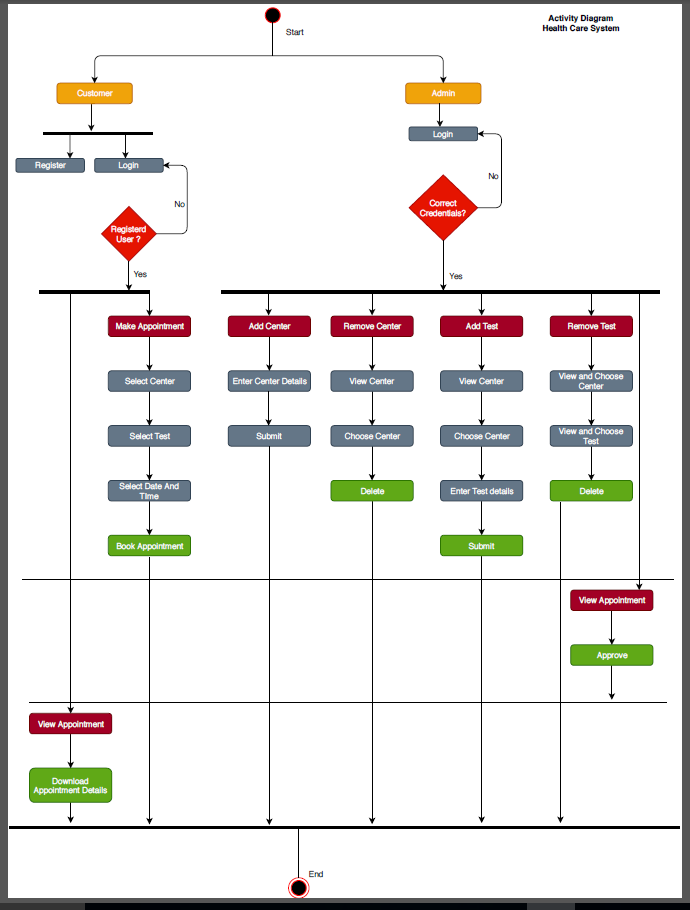 Activity Diagram
Health Care System
Start
Customer
Admin
Login
Register
Login
No
No
Correct
Credentials?
Registerd
User ?
Yes
Yes
Make Appointment
Add Center
Remove Center
Add Test
Remove Test
Select Center
Enter Center Details
View Center
View Center
View and Choose
Center
Select Test
Submit
Choose Center
Choose Center
View and Choose
Test
Select Date And
TIme
Delete
Enter Test details
Delete
Book Appointment
Submit
View Appointment
Approve
View Appointment
Download
Appointment Details
End